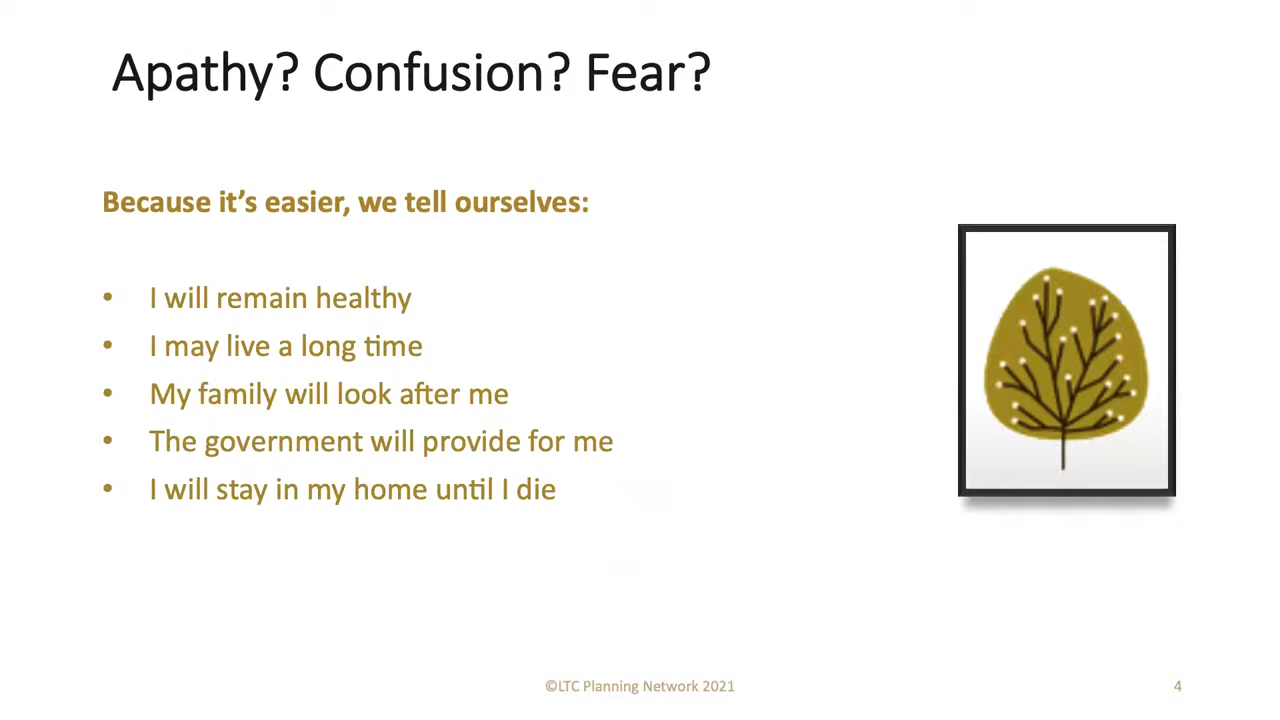 Apathy? Confusion? Fear?
Because it’s easier, we tell ourselves:
• I will remain healthy
• I may live a long time
• My family will look after me
• The government will provide for me
• I will stay in my home until I die
©LTC Planning Network 2021
4